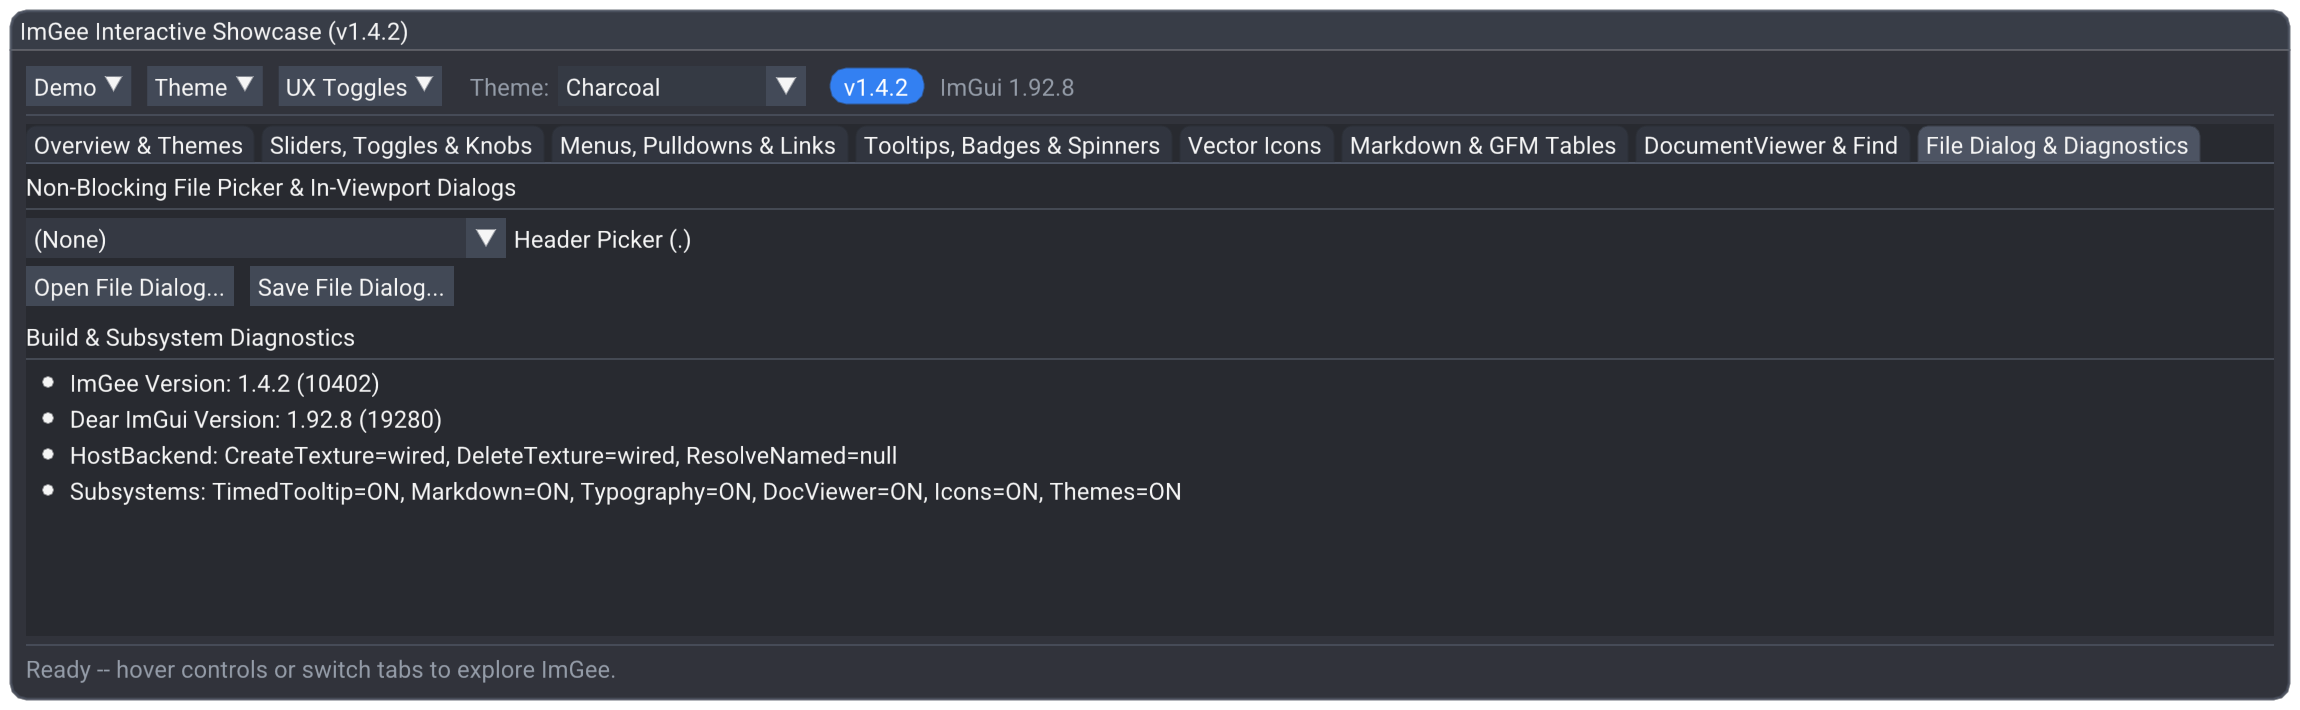 ImGee Interactive Showcase (v1.4.2)
Demo Theme UX Toggles Theme: Charcoal v1.4.2 ImGui 1.92.8
Overview & Themes Sliders, Toggles & Knobs Menus, Pulldowns & Links Tooltips, Badges & Spinners Vector Icons Markdown & GFM Tables DocumentViewer & Find File Dialog & Diagnostics
Non-Blocking File Picker & In-Viewport Dialogs
(None) Header Picker (.)
Open File Dialog... Save File Dialog...
Build & Subsystem Diagnostics
ImGee Version: 1.4.2 (10402)
Dear ImGui Version: 1.92.8 (19280)
HostBackend: CreateTexture=wired, DeleteTexture=wired, ResolveNamed=null
Subsystems: TimedTooltip=ON, Markdown=ON, Typography=ON, DocViewer=ON, Icons=ON, Themes=ON
Ready -- hover controls or switch tabs to explore ImGee.